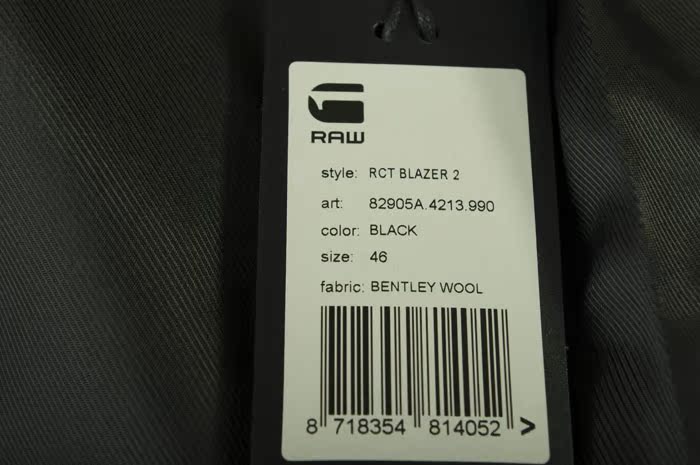 G
RAW
style: RCT BLAZER 2
art: 82905A.4213.990
color: BLACK
size: 46
fabric: BENTLEY WOOL
8 718354 814052 >